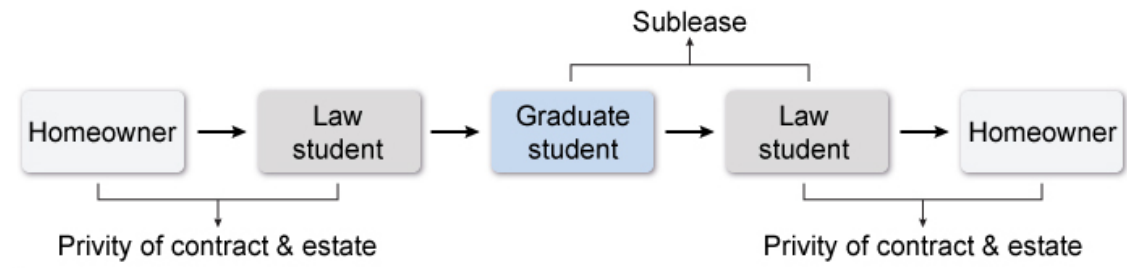 Sublease
Homeowner
Law
student
Graduate
student
Law
student
Homeowner
Privity of contract & estate
Privity of contract & estate